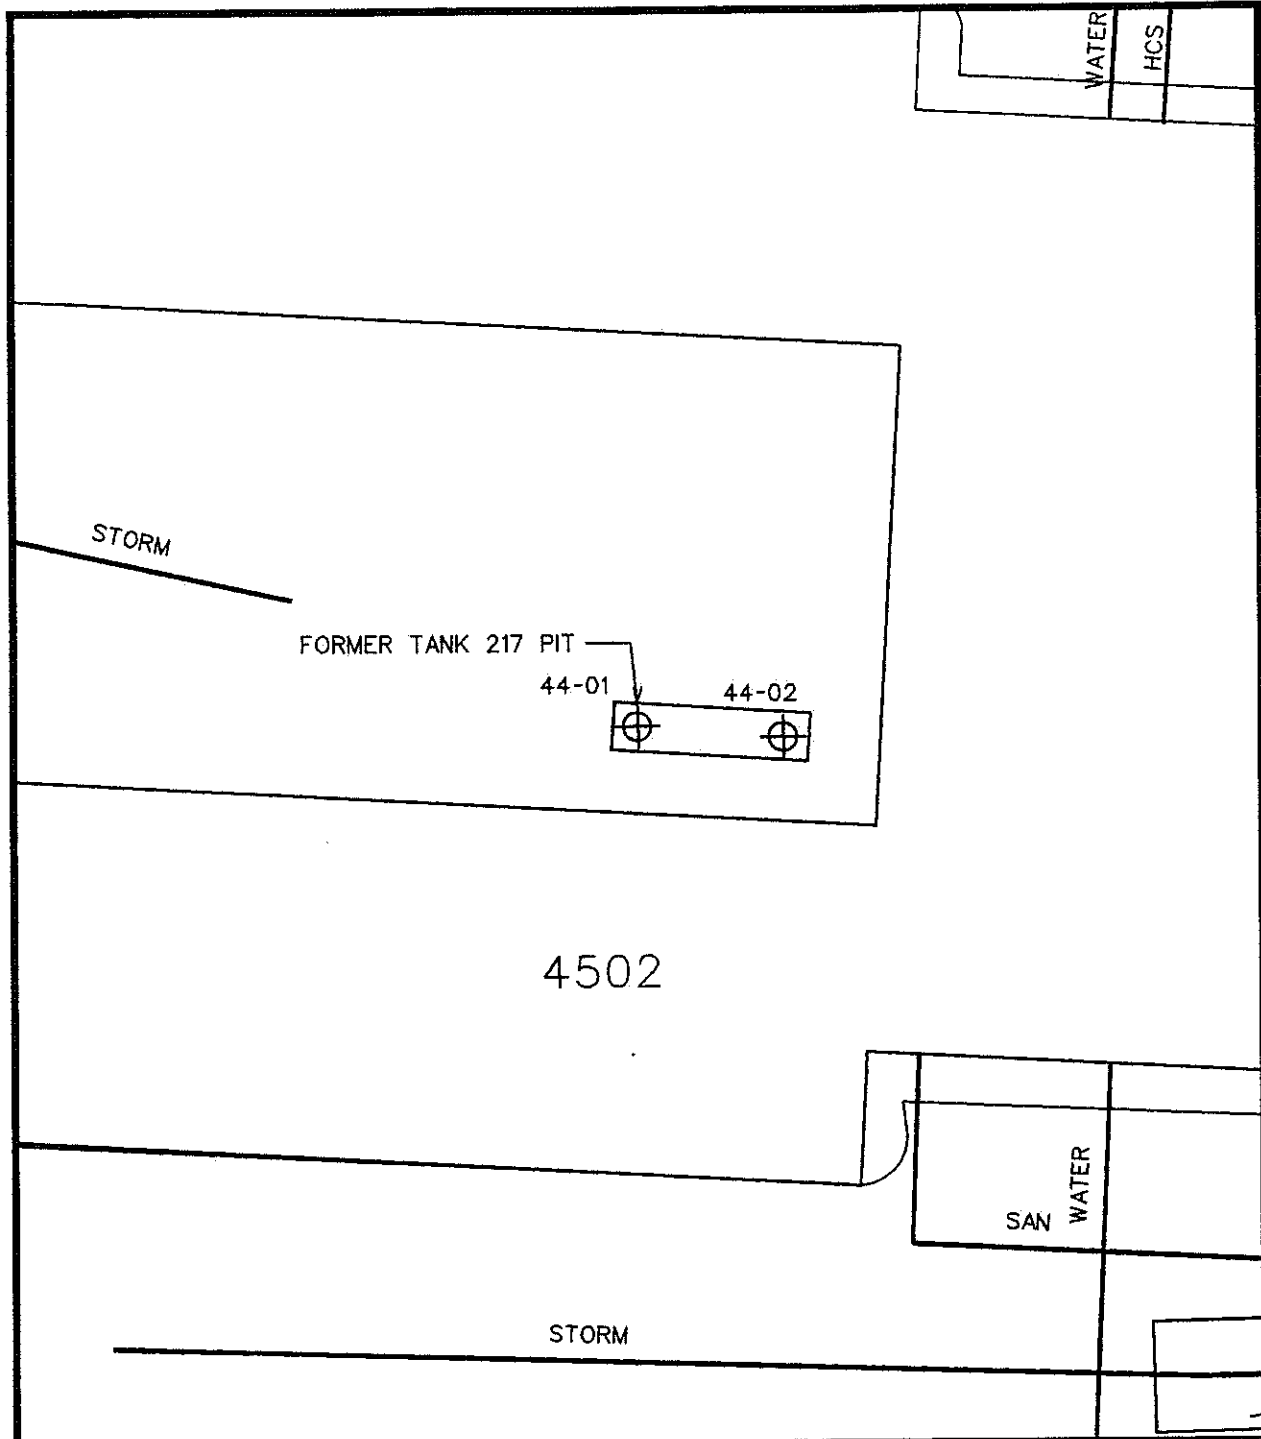 WATER
HCS
STORM
FORMER TANK 217 PIT
44-01
44-02
4502
WATER
SAN
STORM